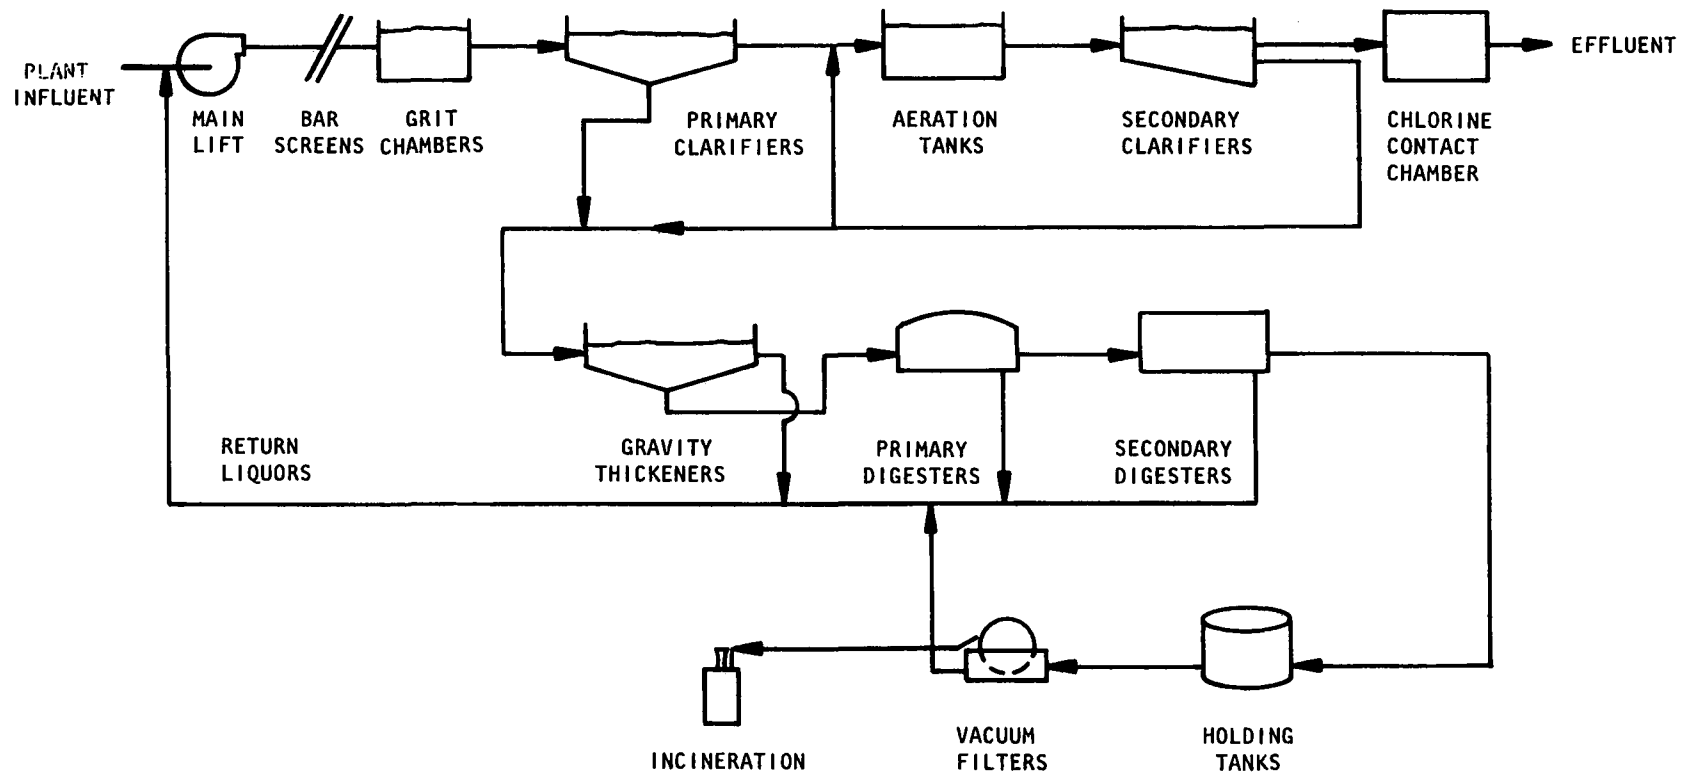 PLANT
INFLUENT
MAIN
LIFT
BAR
SCREENS
GRIT
CHAMBERS
PRIMARY
CLARIFIERS
AERATION
TANKS
SECONDARY
CLARIFIERS
CHLORINE
CONTACT
CHAMBER
EFFLUENT
RETURN
LIQUORS
GRAVITY
THICKENERS
PRIMARY
DIGESTERS
SECONDARY
DIGESTERS
INCINERATION
VACUUM
FILTERS
HOLDING
TANKS